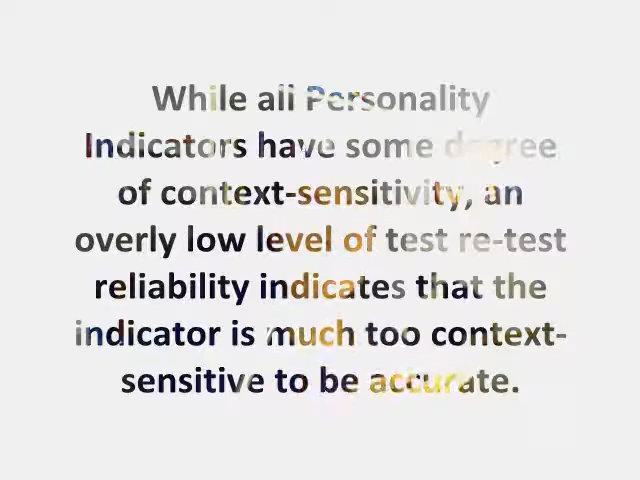 While all Personality
Indicators have some degree
of context-sensitivity, an
overly low level of test re-test
reliability indicates that the
indicator is much too context-
sensitive to be accurate.